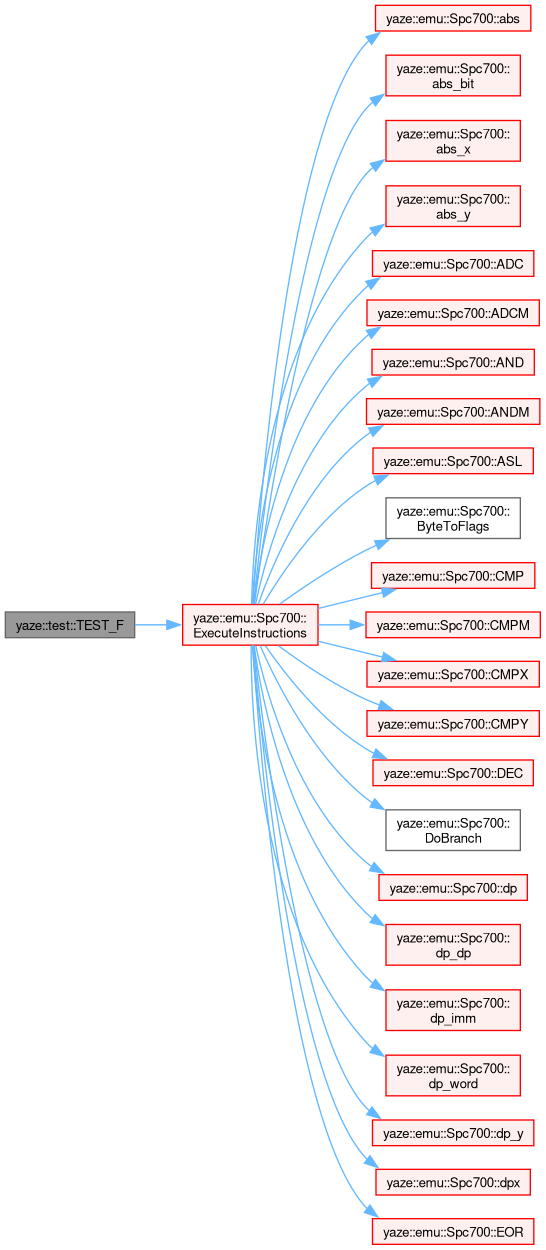 yaze::test::TEST_F
yaze::emu::Spc700::
ExecuteInstructions
yaze::emu::Spc700::abs
yaze::emu::Spc700::
abs_bit
yaze::emu::Spc700::
abs_x
yaze::emu::Spc700::
abs_y
yaze::emu::Spc700::ADC
yaze::emu::Spc700::ADCM
yaze::emu::Spc700::AND
yaze::emu::Spc700::ANDM
yaze::emu::Spc700::ASL
yaze::emu::Spc700::
ByteToFlags
yaze::emu::Spc700::CMP
yaze::emu::Spc700::CMPM
yaze::emu::Spc700::CMPX
yaze::emu::Spc700::CMPY
yaze::emu::Spc700::DEC
yaze::emu::Spc700::
DoBranch
yaze::emu::Spc700::dp
yaze::emu::Spc700::
dp_dp
yaze::emu::Spc700::
dp_imm
yaze::emu::Spc700::
dp_word
yaze::emu::Spc700::dp_y
yaze::emu::Spc700::dpx
yaze::emu::Spc700::EOR